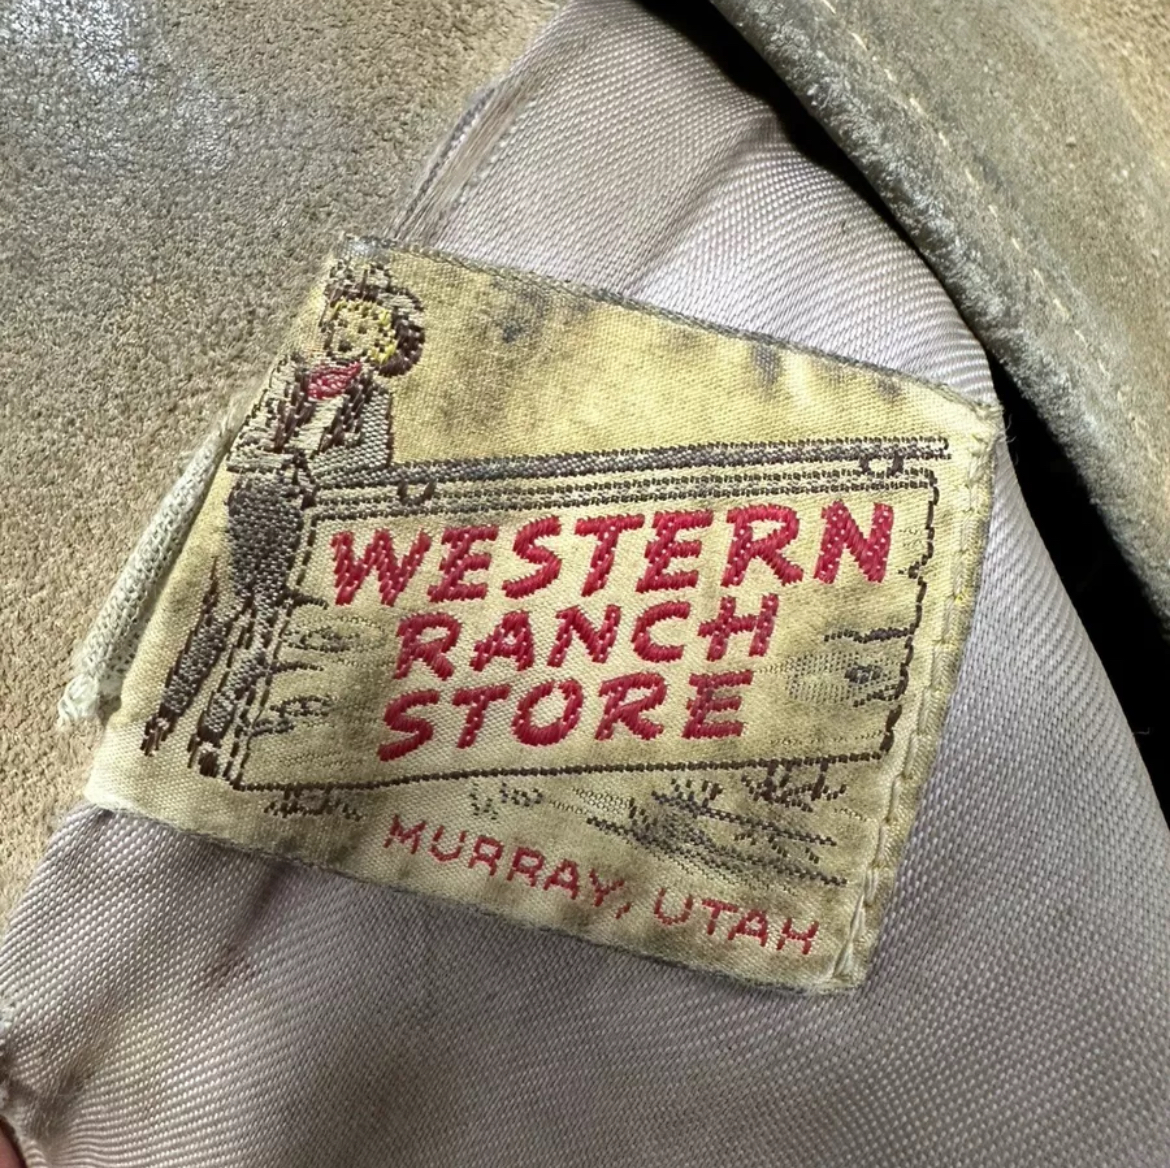 WESTERN
RANCH
STORE
MURRAY, UTAH